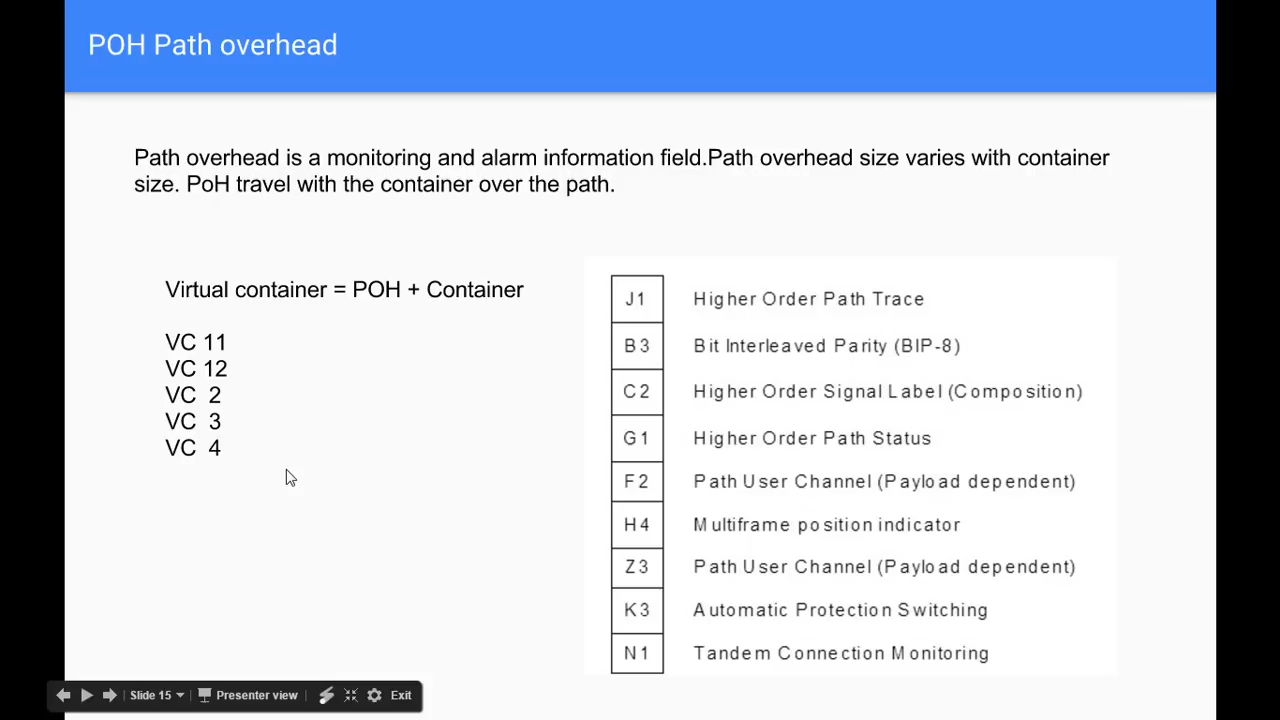 POH Path overhead
Path overhead is a monitoring and alarm information field.Path overhead size varies with container
size. PoH travel with the container over the path.
Virtual container = POH + Container
VC 11
VC 12
VC 2
VC 3
VC 4
J1 Higher Order Path Trace
B3 Bit Interleaved Parity (BIP-8)
C2 Higher Order Signal Label (Composition)
G1 Higher Order Path Status
F2 Path User Channel (Payload dependent)
H4 Multiframe position indicator
Z3 Path User Channel (Payload dependent)
K3 Automatic Protection Switching
N1 Tandem Connection Monitoring
Slide 15 Presenter view Exit